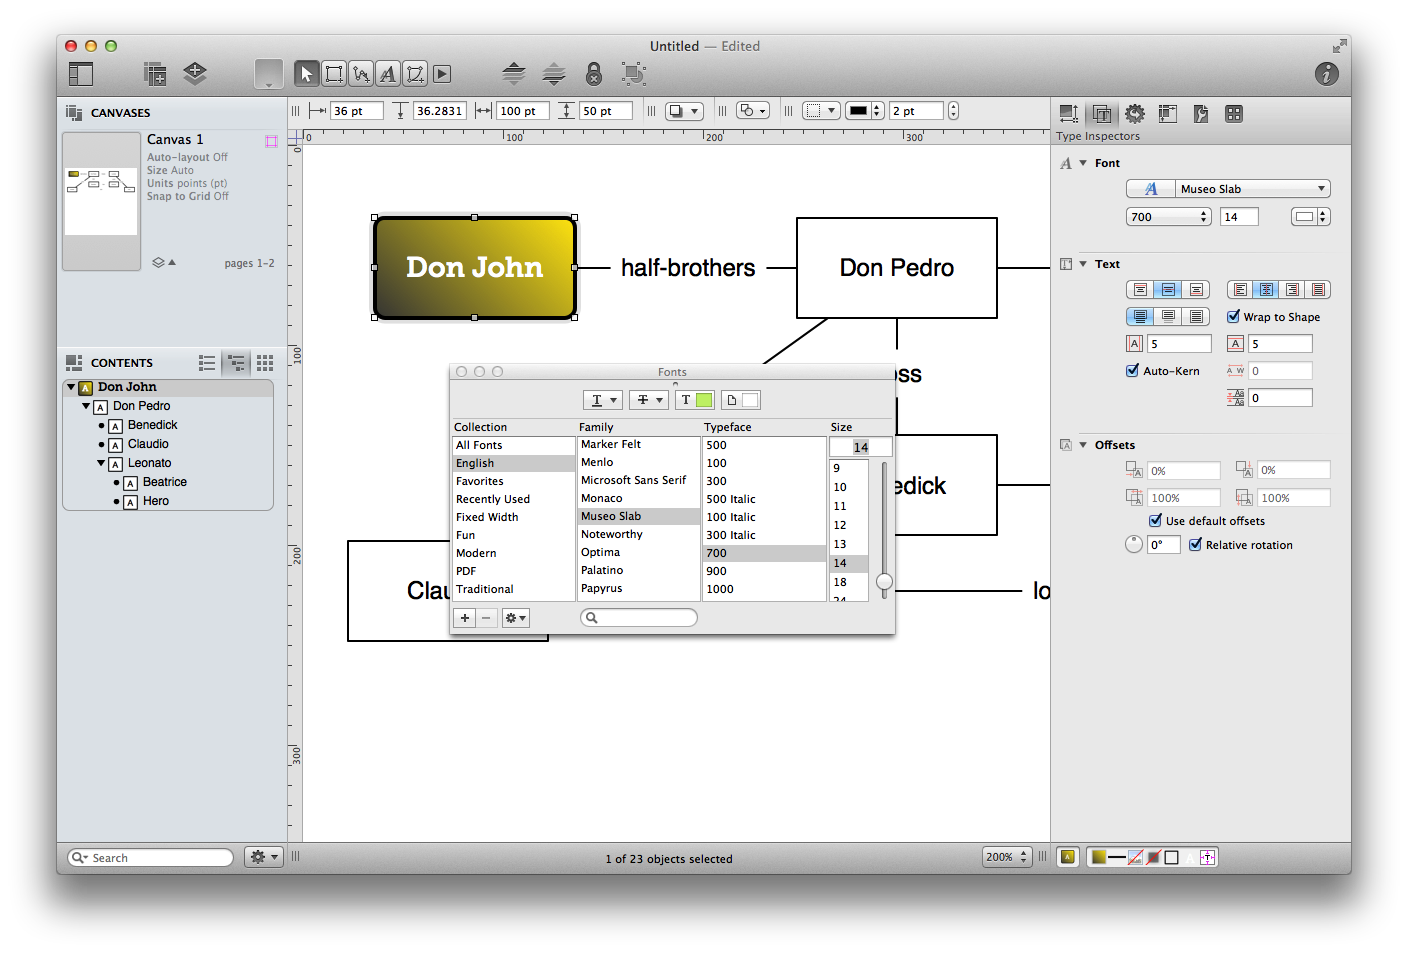 Untitled — Edited
CANVASES
Canvas 1
Auto-layout Off
Size Auto
Units points (pt)
Snap to Grid Off
pages 1–2
CONTENTS
Don John
Don Pedro
Benedick
Claudio
Leonato
Beatrice
Hero
Search
36 pt
36.2831
100 pt
50 pt
2 pt
0
100
200
300
0
100
200
300
Don John
half-brothers
Don Pedro
oss
edick
Clau
lo
Fonts
T
T
T
Collection
Family
Typeface
Size
All Fonts
English
Favorites
Recently Used
Fixed Width
Fun
Modern
PDF
Traditional
Marker Felt
Menlo
Microsoft Sans Serif
Monaco
Museo Slab
Noteworthy
Optima
Palatino
Papyrus
500
100
300
500 Italic
100 Italic
300 Italic
700
900
1000
14
9
10
11
12
13
14
18
24
1 of 23 objects selected
200%
Type Inspectors
Font
Museo Slab
700
14
Text
Wrap to Shape
5
5
Auto-Kern
0
0
Offsets
0%
0%
100%
100%
Use default offsets
0°
Relative rotation